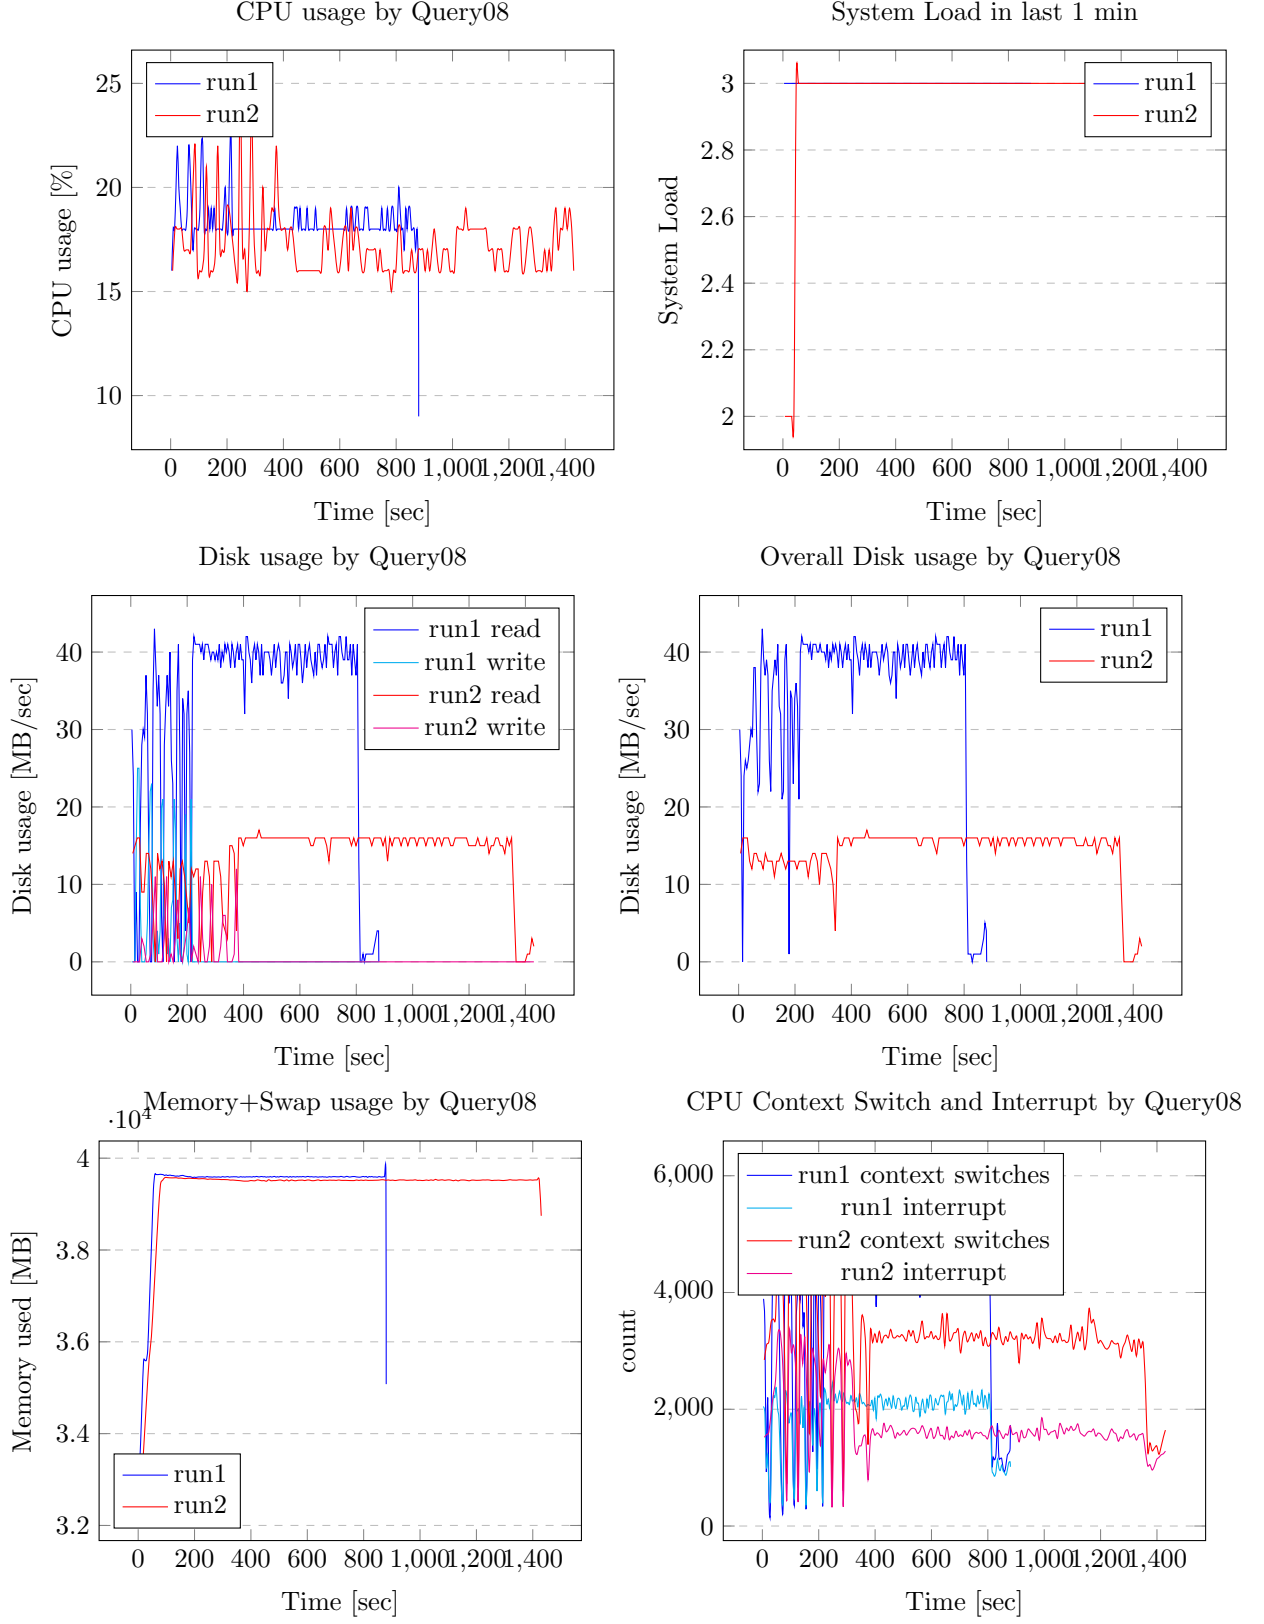 CPU usage by Query08
25
20
15
10
CPU usage [%]
run1
run2
0 200 400 600 800 1,000 1,200 1,400
Time [sec]
System Load in last 1 min
3
2.8
2.6
2.4
2.2
2
System Load
run1
run2
0 200 400 600 800 1,000 1,200 1,400
Time [sec]
Disk usage by Query08
40
30
20
10
0
Disk usage [MB/sec]
run1 read
run1 write
run2 read
run2 write
0 200 400 600 800 1,000 1,200 1,400
Time [sec]
Overall Disk usage by Query08
40
30
20
10
0
Disk usage [MB/sec]
run1
run2
0 200 400 600 800 1,000 1,200 1,400
Time [sec]
Memory+Swap usage by Query08
·10⁴
4
3.8
3.6
3.4
3.2
Memory used [MB]
run1
run2
0 200 400 600 800 1,000 1,200 1,400
Time [sec]
CPU Context Switch and Interrupt by Query08
6,000
4,000
2,000
0
count
run1 context switches
run1 interrupt
run2 context switches
run2 interrupt
0 200 400 600 800 1,000 1,200 1,400
Time [sec]